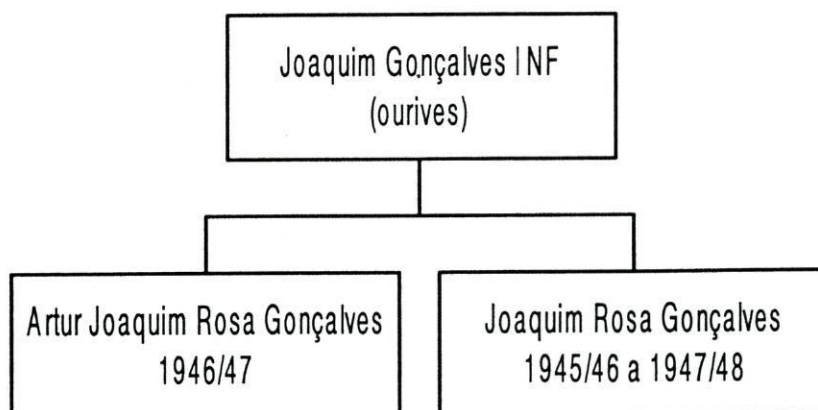 Joaquim Gonçalves INF
(ourives)
Artur Joaquim Rosa Gonçalves
1946/47
Joaquim Rosa Gonçalves
1945/46 a 1947/48